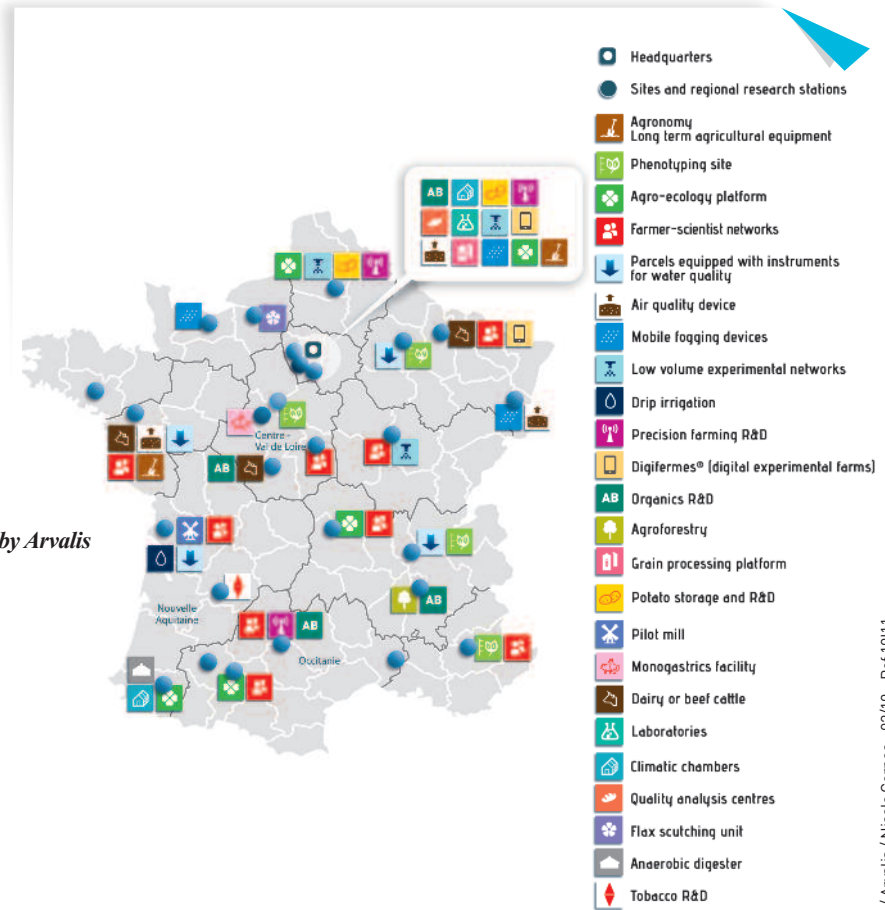 Headquarters
Sites and regional research stations
Agronomy
Long term agricultural equipment
Phenotyping site
Agro-ecology platform
Farmer-scientist networks
Parcels equipped with instruments
for water quality
Air quality device
Mobile fogging devices
Low volume experimental networks
Drip irrigation
Precision farming R&D
Digifermes® (digital experimental farms)
AB Organics R&D
Agroforestry
Grain processing platform
Potato storage and R&D
Pilot mill
Monogastrics facility
Dairy or beef cattle
Laboratories
Climatic chambers
Quality analysis centres
Flax scutching unit
Anaerobic digester
Tobacco R&D
AB
Centre -
Val de Loire
AB
by Arvalis
AB
Nouvelle
Aquitaine
AB
Occitanie